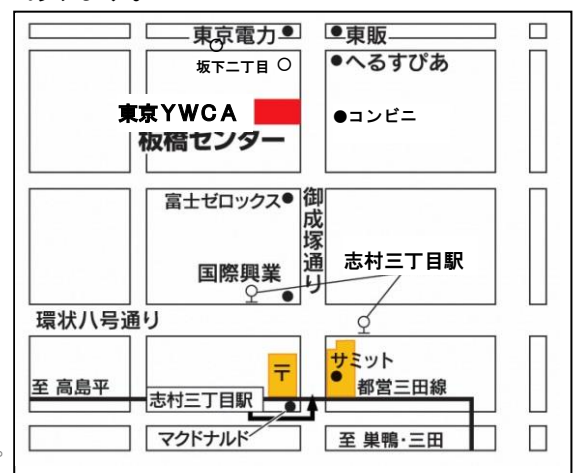 東京電力
東販
坂下二丁目
へるすぴあ
東京YWCA
板橋センター
コンビニ
富士ゼロックス
御成塚通り
国際興業
志村三丁目駅
環状八号通り
〒
サミット
至 高島平
都営三田線
志村三丁目駅
マクドナルド
至 巣鴨・三田